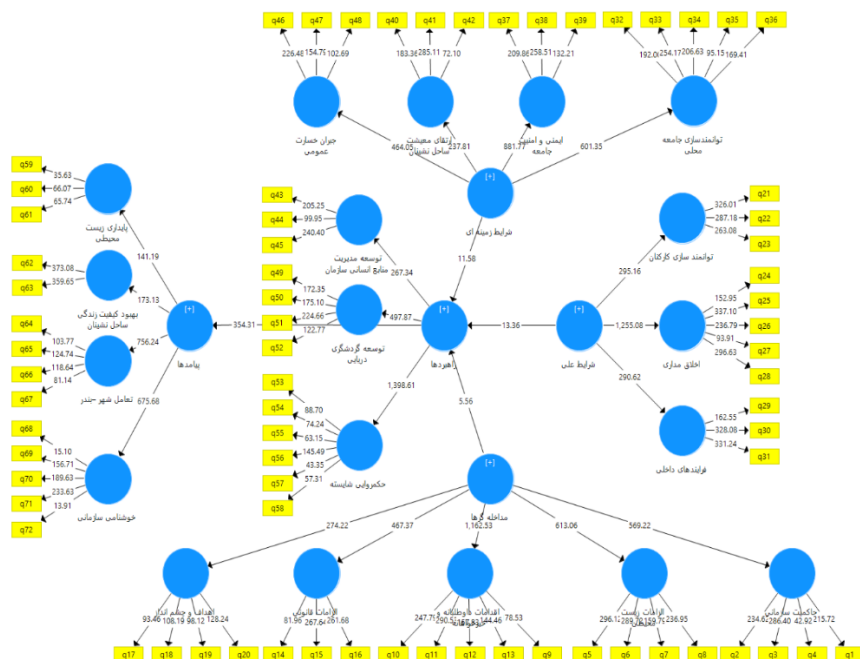 q46
q47
q48
q40
q41
q42
q37
q38
q39
q32
q33
q34
q35
q36
226.48
154.79
102.69
183.36
285.11
72.10
209.86
258.51
132.21
192.06
254.17
206.63
95.15
169.41
جبران خسارت
عمومی
ارتقای معیشت
ساحل نشینان
ایمنی و امنیت
جامعه
توانمندسازی جامعه
محلی
464.05
237.81
881.77
601.35
[+]
شرایط زمینه ای
11.58
q59
q60
q61
35.63
66.07
65.74
پایداری زیست
محیطی
141.19
q62
q63
373.08
359.65
بهبود کیفیت زندگی
ساحل نشینان
173.13
q64
q65
q66
q67
103.77
124.74
118.64
81.14
تعامل شهر -بندر
756.24
q68
q69
q70
q71
q72
15.10
156.71
189.63
233.63
13.91
خوشنامی سازمانی
675.68
[+]
پیامدها
354.31
q43
q44
q45
205.25
99.95
240.40
توسعه مدیریت
منابع انسانی سازمان
267.34
q49
q50
q51
q52
172.35
175.10
224.66
122.77
توسعه گردشگری
دریایی
497.87
q53
q54
q55
q56
q57
q58
88.70
74.24
63.15
145.49
43.35
57.31
حکمروایی شایسته
1,398.61
[+]
راهبردها
13.36
[+]
شرایط علی
q21
q22
q23
326.01
287.18
263.08
توانمند سازی کارکنان
295.16
q24
q25
q26
q27
q28
152.95
337.10
236.79
93.91
296.63
اخلاق مداری
1,255.08
q29
q30
q31
162.55
328.08
331.24
فرایندهای داخلی
290.62
5.56
[+]
مداخله گرها
274.22
467.37
1,162.53
613.06
569.22
اهداف و چشم انداز
الزامات قانونی
اقدامات داوطلبانه و
خیرخواهانه
الزامات زیست
محیطی
حاکمیت سازمانی
93.46
108.19
98.12
128.24
81.96
267.64
261.68
144.46
78.53
236.95
286.40
42.92
215.72
q17
q18
q19
q20
q14
q15
q16
q10
q11
q12
q13
q9
q5
q6
q7
q8
q2
q3
q4
q1